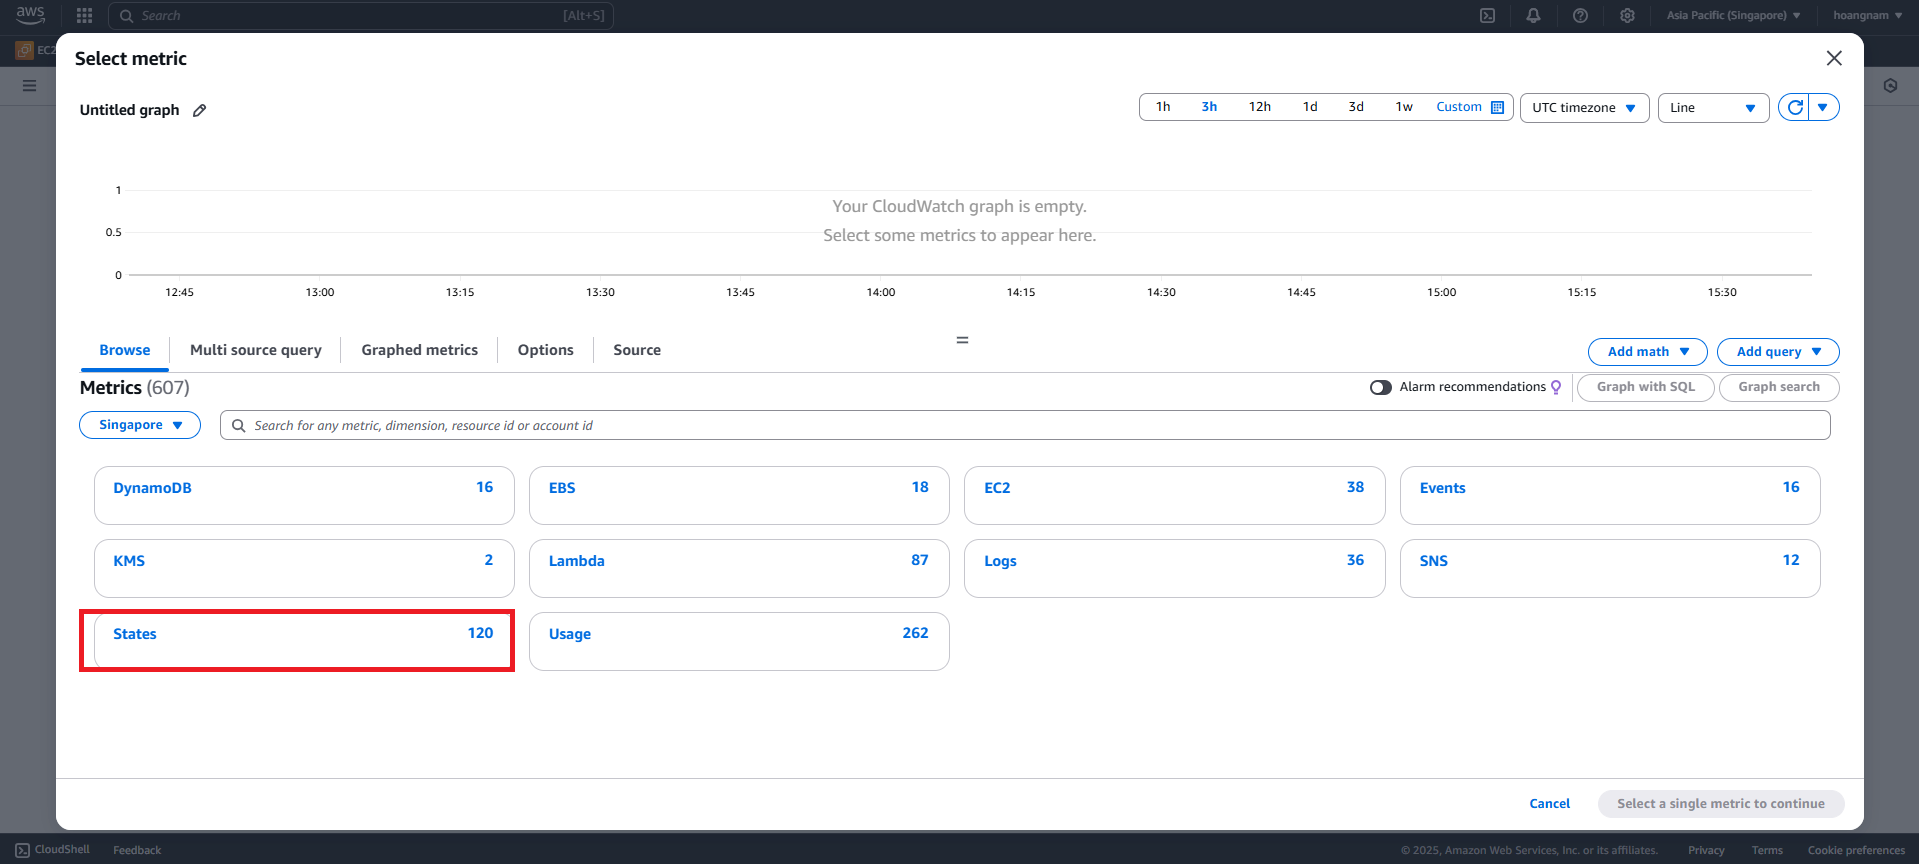 aws Search [Alt+S] Asia Pacific (Singapore) hoangnam
EC2
Select metric
Untitled graph 1h 3h 12h 1d 3d 1w Custom UTC timezone Line
1
Your CloudWatch graph is empty.
0.5
Select some metrics to appear here.
0
12:45 13:00 13:15 13:30 13:45 14:00 14:15 14:30 14:45 15:00 15:15 15:30
Browse Multi source query Graphed metrics Options Source Add math Add query
Metrics (607) Alarm recommendations Graph with SQL Graph search
Singapore Search for any metric, dimension, resource id or account id
DynamoDB 16 EBS 18 EC2 38 Events 16
KMS 2 Lambda 87 Logs 36 SNS 12
States 120 Usage 262
Cancel Select a single metric to continue
CloudShell Feedback © 2025, Amazon Web Services, Inc. or its affiliates. Privacy Terms Cookie preferences